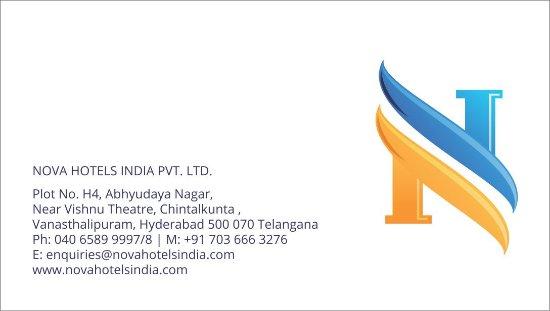 NOVA HOTELS INDIA PVT. LTD.
Plot No. H4, Abhyudaya Nagar,
Near Vishnu Theatre, Chintalkunta ,
Vanasthalipuram, Hyderabad 500 070 Telangana
Ph: 040 6589 9997/8 | M: +91 703 666 3276
E: enquiries@novahotelsindia.com
www.novahotelsindia.com
N